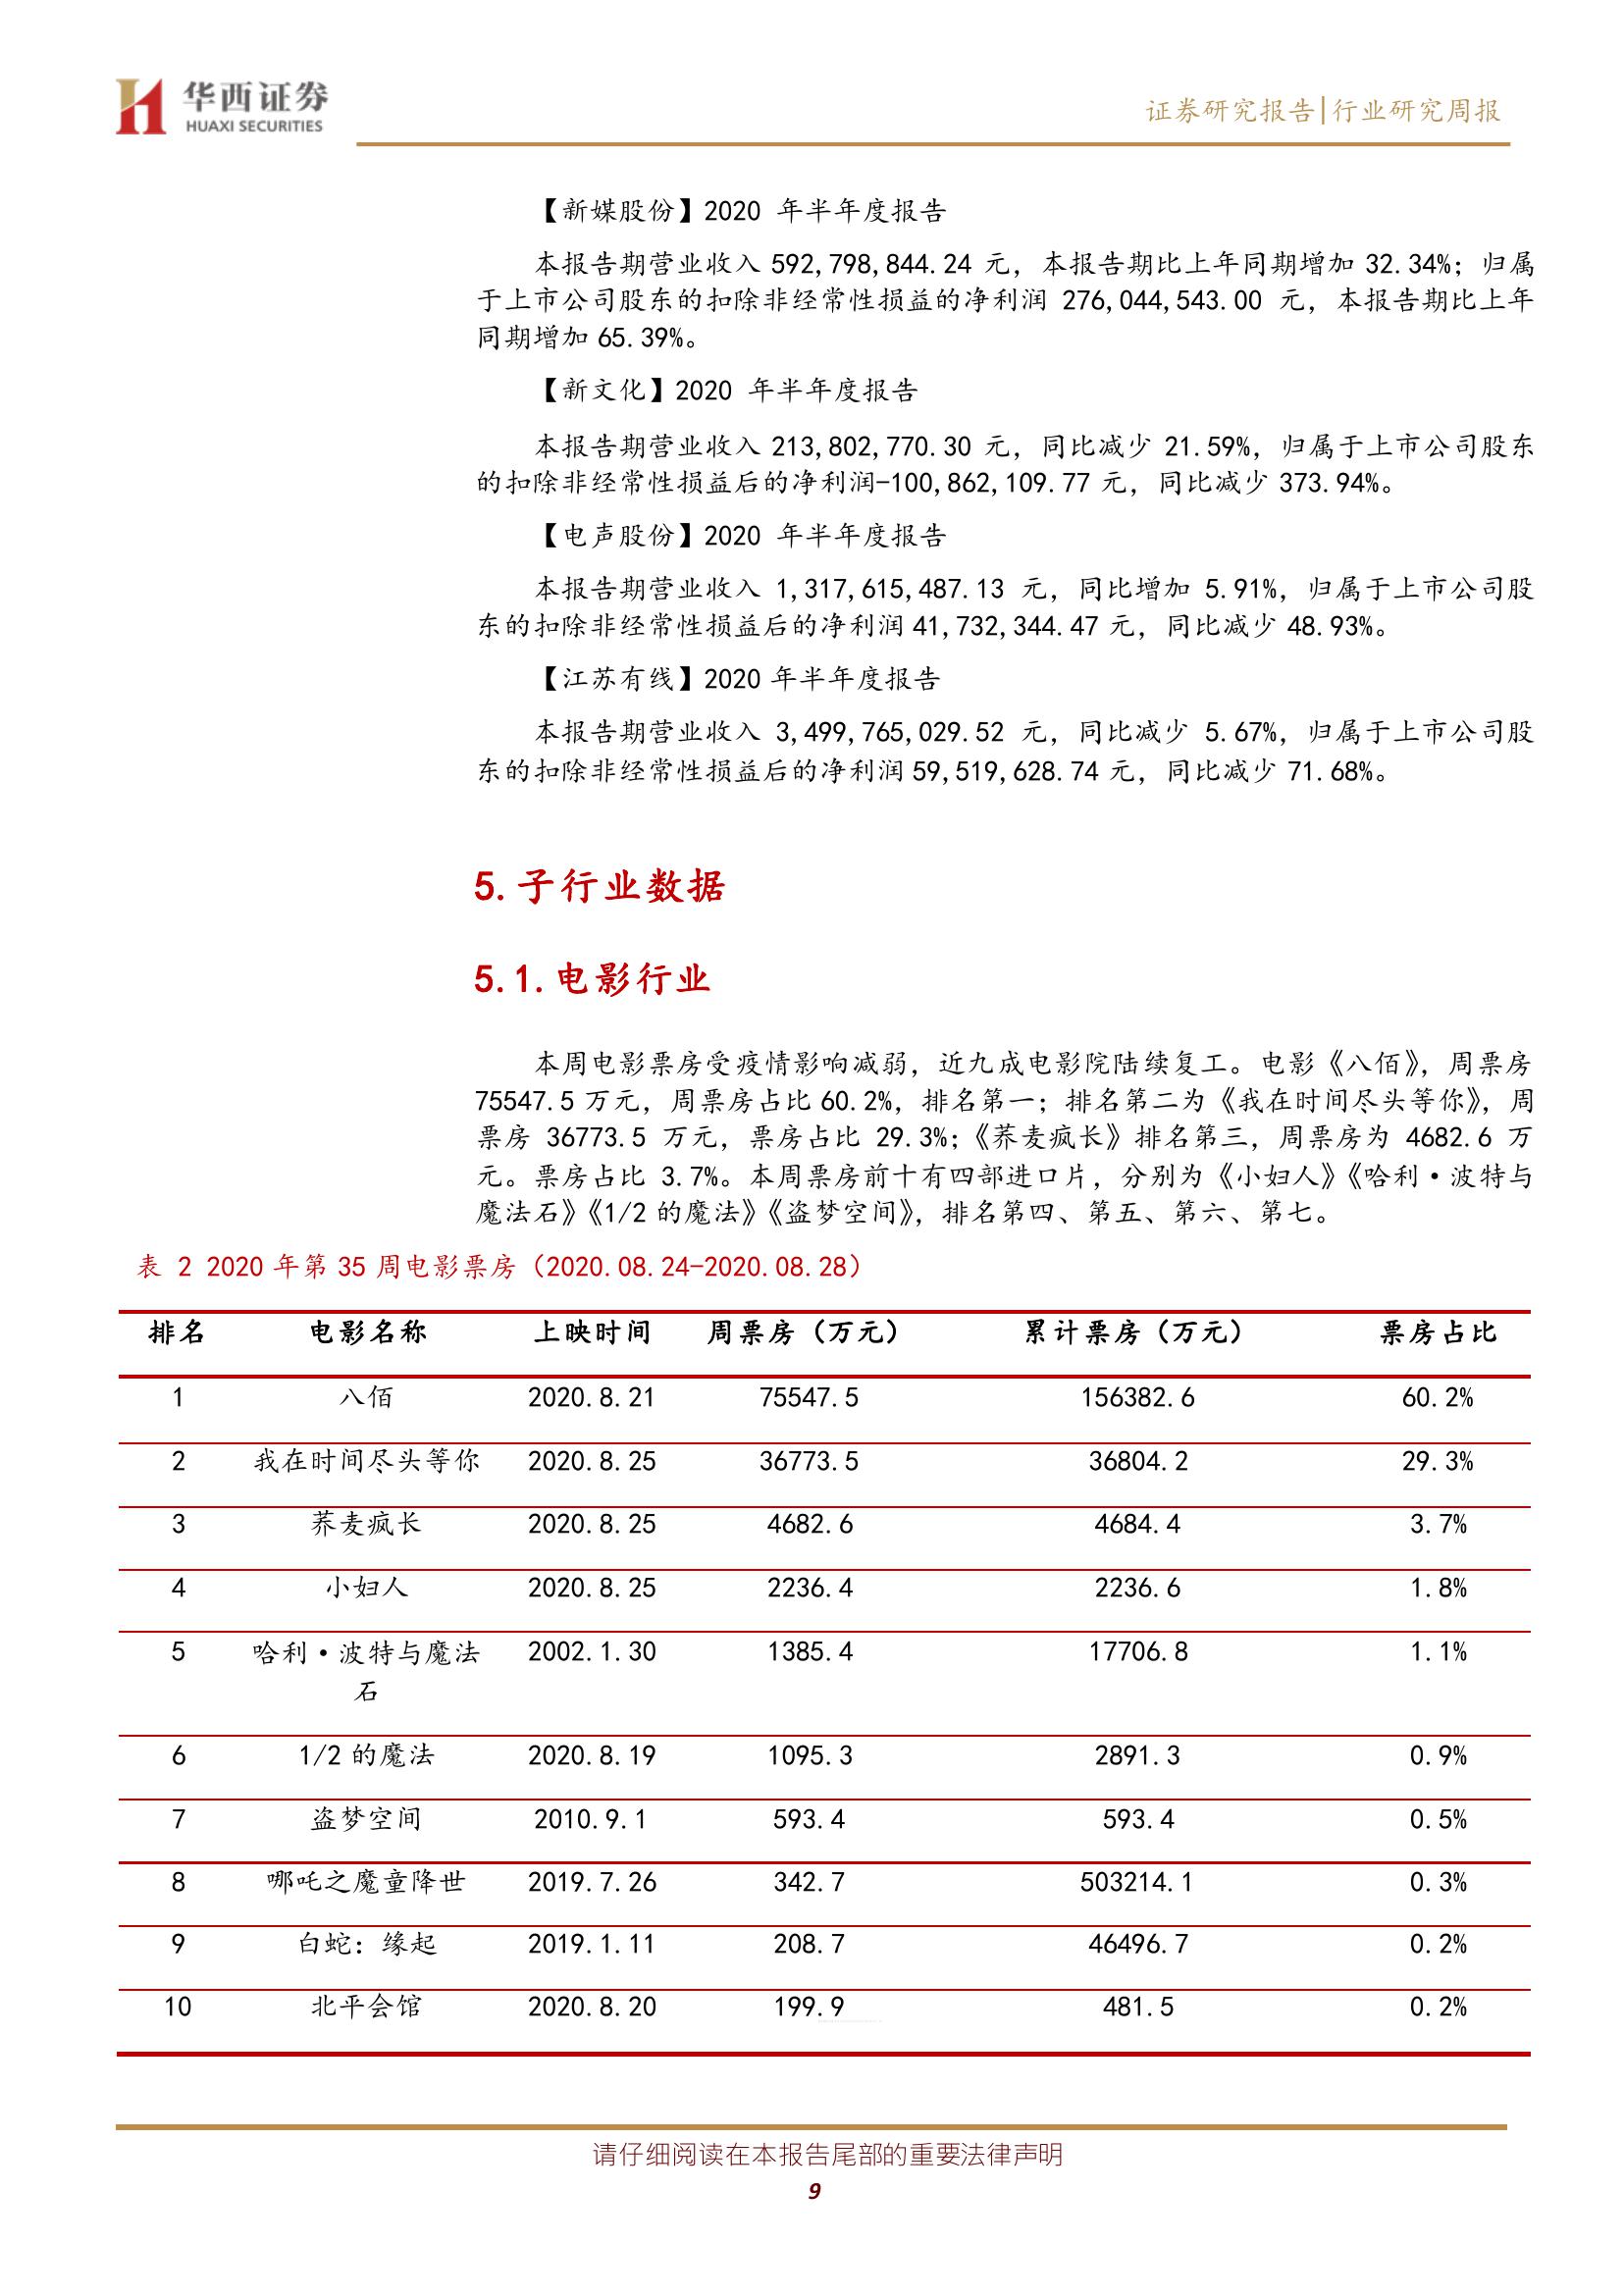 华西证券
HUAXI SECURITIES
证券研究报告|行业研究周报
【新媒股份】2020 年半年度报告
本报告期营业收入 592,798,844.24 元，本报告期比上年同期增加 32.34%；归属
于上市公司股东的扣除非经常性损益的净利润 276,044,543.00 元，本报告期比上年
同期增加 65.39%。
【新文化】2020 年半年度报告
本报告期营业收入 213,802,770.30 元，同比减少 21.59%，归属于上市公司股东
的扣除非经常性损益后的净利润-100,862,109.77 元，同比减少 373.94%。
【电声股份】2020 年半年度报告
本报告期营业收入 1,317,615,487.13 元，同比增加 5.91%，归属于上市公司股
东的扣除非经常性损益后的净利润 41,732,344.47 元，同比减少 48.93%。
【江苏有线】2020 年半年度报告
本报告期营业收入 3,499,765,029.52 元，同比减少 5.67%，归属于上市公司股
东的扣除非经常性损益后的净利润 59,519,628.74 元，同比减少 71.68%。
5.子行业数据
5.1.电影行业
本周电影票房受疫情影响减弱，近九成电影院陆续复工。电影《八佰》，周票房
75547.5 万元，周票房占比 60.2%，排名第一；排名第二为《我在时间尽头等你》，周
票房 36773.5 万元，票房占比 29.3%；《荞麦疯长》排名第三，周票房为 4682.6 万
元。票房占比 3.7%。本周票房前十有四部进口片，分别为《小妇人》《哈利·波特与
魔法石》《1/2 的魔法》《盗梦空间》，排名第四、第五、第六、第七。
表 2 2020 年第 35 周电影票房（2020.08.24-2020.08.28）
排名 电影名称 上映时间 周票房（万元） 累计票房（万元） 票房占比
1 八佰 2020.8.21 75547.5 156382.6 60.2%
2 我在时间尽头等你 2020.8.25 36773.5 36804.2 29.3%
3 荞麦疯长 2020.8.25 4682.6 4684.4 3.7%
4 小妇人 2020.8.25 2236.4 2236.6 1.8%
5 哈利·波特与魔法 2002.1.30 1385.4 17706.8 1.1%
石
6 1/2 的魔法 2020.8.19 1095.3 2891.3 0.9%
7 盗梦空间 2010.9.1 593.4 593.4 0.5%
8 哪吒之魔童降世 2019.7.26 342.7 503214.1 0.3%
9 白蛇：缘起 2019.1.11 208.7 46496.7 0.2%
10 北平会馆 2020.8.20 199.9 481.5 0.2%
请仔细阅读在本报告尾部的重要法律声明
9